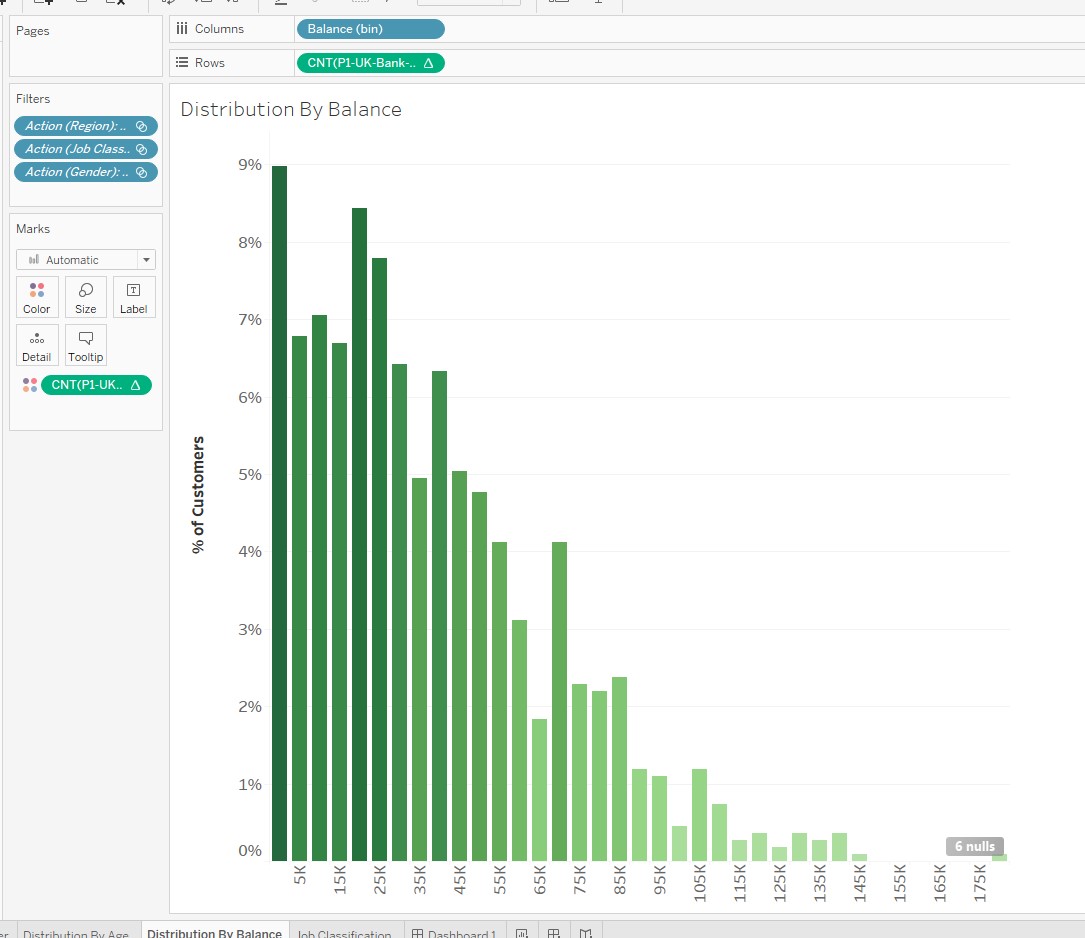 Pages
Columns
Balance (bin)
Rows
CNT(P1-UK-Bank-..
Filters
Action (Region): ..
Action (Job Class..
Action (Gender): ..
Marks
Automatic
Color
Size
Label
Detail
Tooltip
CNT(P1-UK..
Distribution By Balance
% of Customers
9%
8%
7%
6%
5%
4%
3%
2%
1%
0%
6 nulls
5K
15K
25K
35K
45K
55K
65K
75K
85K
95K
105K
115K
125K
135K
145K
155K
165K
175K
Distribution By Age
Distribution By Balance
Job Classification
Dashboard 1